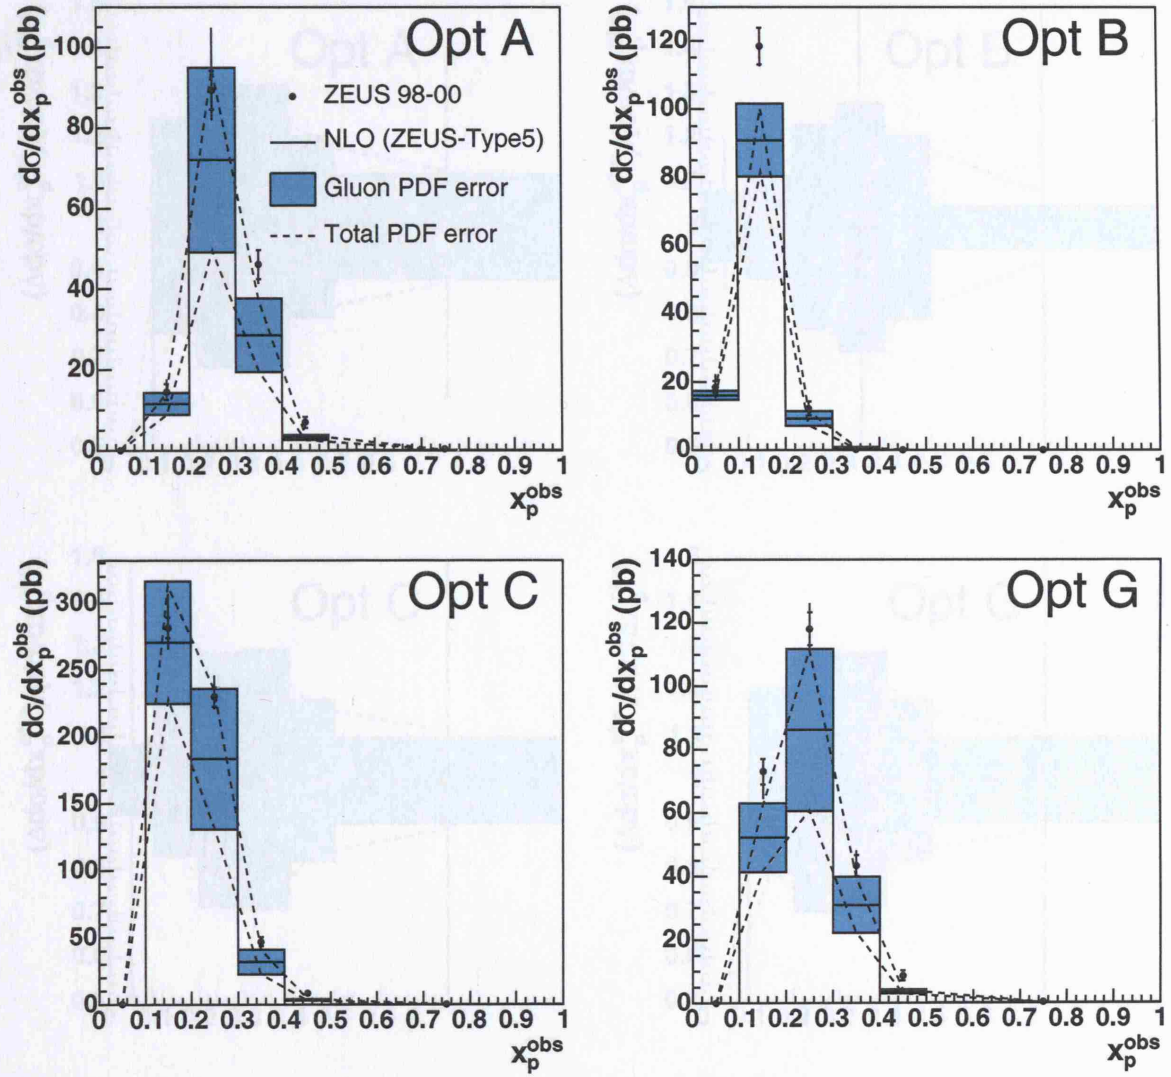 dσ/dx_p^obs (pb)
Opt A
ZEUS 98-00
NLO (ZEUS-Type5)
Gluon PDF error
Total PDF error
100
80
60
40
20
0
0 0.1 0.2 0.3 0.4 0.5 0.6 0.7 0.8 0.9 1
x_p^obs
dσ/dx_p^obs (pb)
Opt B
120
100
80
60
40
20
0
0 0.1 0.2 0.3 0.4 0.5 0.6 0.7 0.8 0.9 1
x_p^obs
dσ/dx_p^obs (pb)
Opt C
300
250
200
150
100
50
0
0 0.1 0.2 0.3 0.4 0.5 0.6 0.7 0.8 0.9 1
x_p^obs
dσ/dx_p^obs (pb)
Opt G
140
120
100
80
60
40
20
0
0 0.1 0.2 0.3 0.4 0.5 0.6 0.7 0.8 0.9 1
x_p^obs